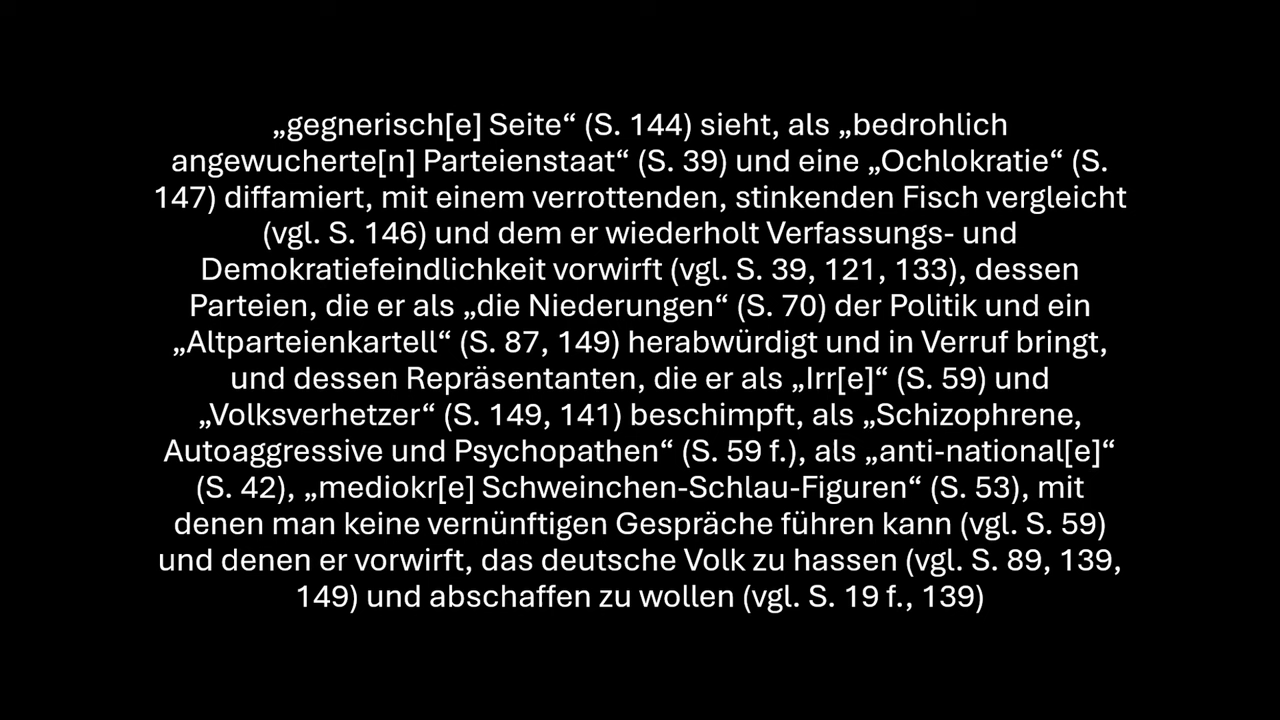 „gegnerisch[e] Seite“ (S. 144) sieht, als „bedrohlich
angewucherte[n] Parteienstaat“ (S. 39) und eine „Ochlokratie“ (S.
147) diffamiert, mit einem verrottenden, stinkenden Fisch vergleicht
(vgl. S. 146) und dem er wiederholt Verfassungs- und
Demokratiefeindlichkeit vorwirft (vgl. S. 39, 121, 133), dessen
Parteien, die er als „die Niederungen“ (S. 70) der Politik und ein
„Altparteienkartell“ (S. 87, 149) herabwürdigt und in Verruf bringt,
und dessen Repräsentanten, die er als „Irr[e]“ (S. 59) und
„Volksverhetzer“ (S. 149, 141) beschimpft, als „Schizophrene,
Autoaggressive und Psychopathen“ (S. 59 f.), als „anti-national[e]“
(S. 42), „mediokr[e] Schweinchen-Schlau-Figuren“ (S. 53), mit
denen man keine vernünftigen Gespräche führen kann (vgl. S. 59)
und denen er vorwirft, das deutsche Volk zu hassen (vgl. S. 89, 139,
149) und abschaffen zu wollen (vgl. S. 19 f., 139)